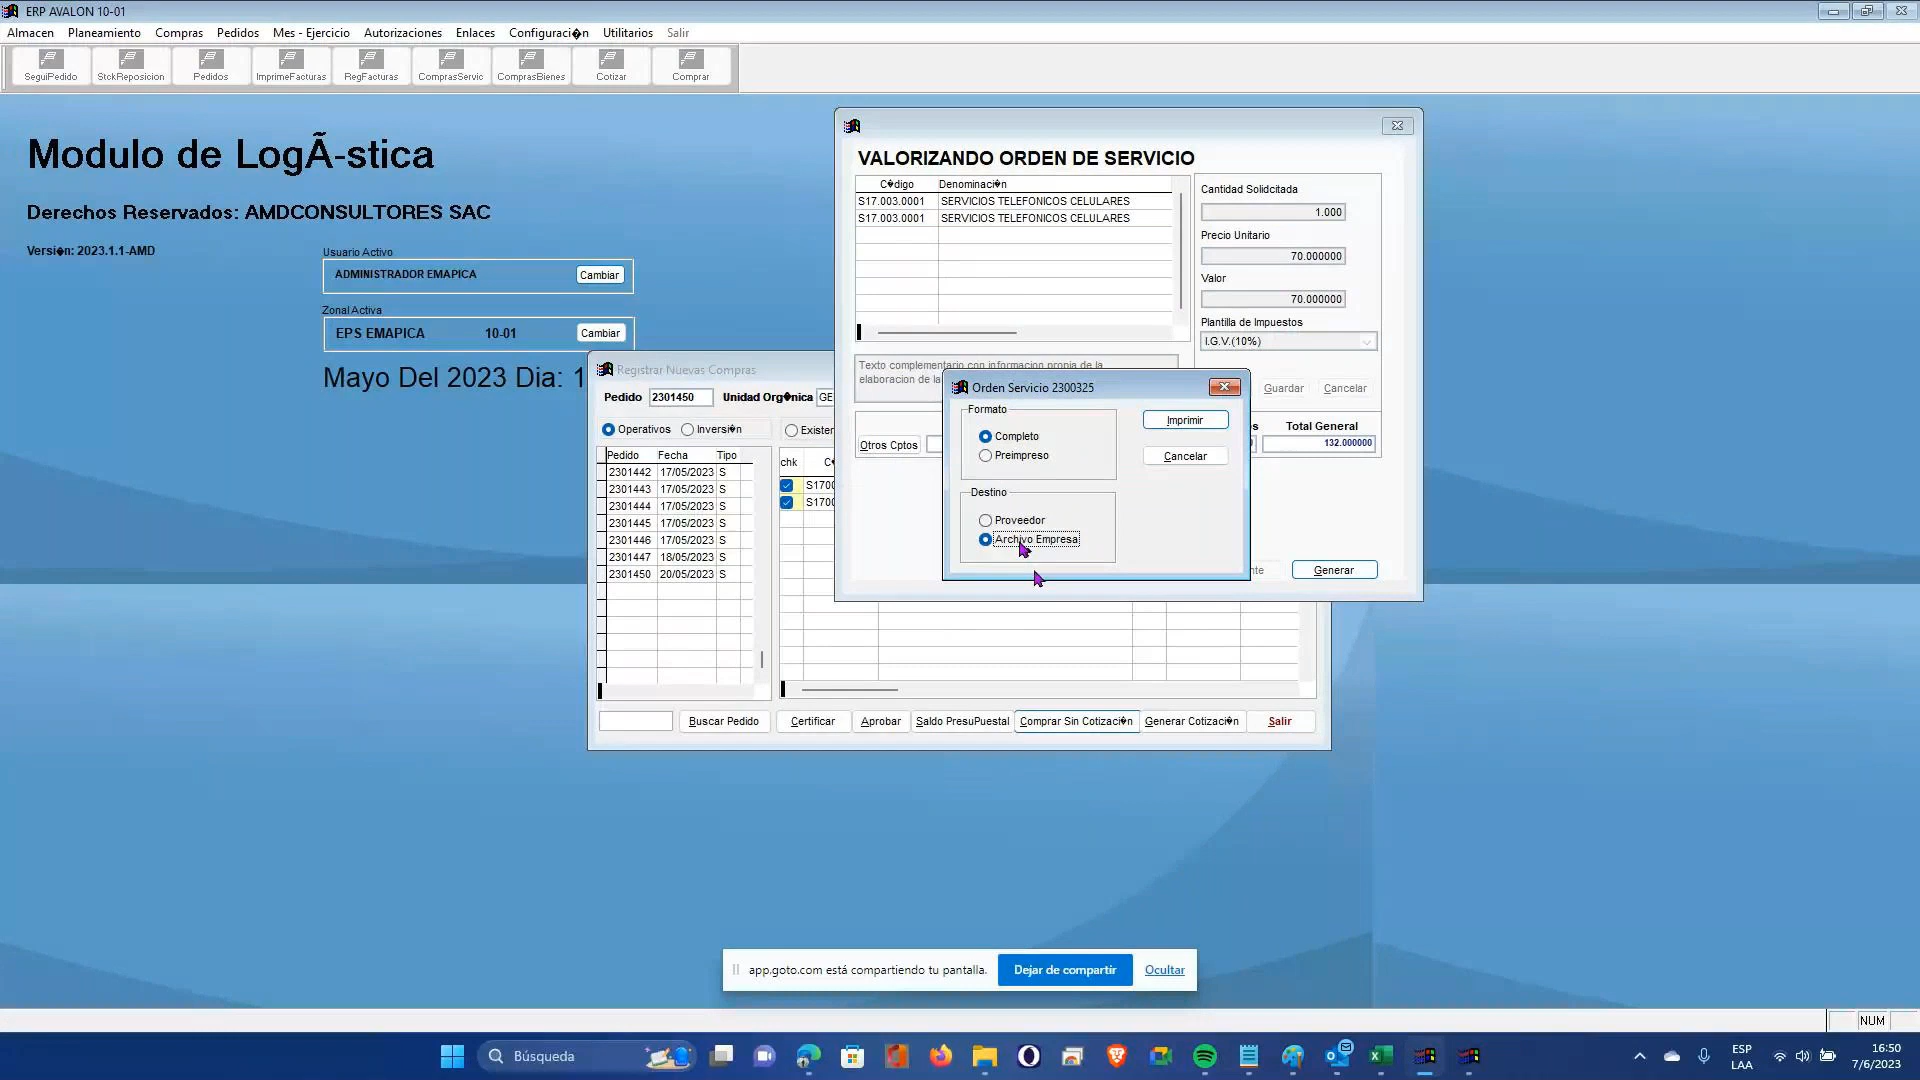 ERP AVALON 10-01
Almacen Planeamiento Compras Pedidos Mes - Ejercicio Autorizaciones Enlaces Configuraci�n Utilitarios Salir
SeguiPedido StckReposicion Pedidos ImprimeFacturas RegFacturas ComprasServic ComprasBienes Cotizar Comprar
Modulo de LogÃ-stica
Derechos Reservados: AMDCONSULTORES SAC
Versi�n: 2023.1.1-AMD
Usuario Activo
ADMINISTRADOR EMAPICA Cambiar
Zonal Activa
EPS EMAPICA 10-01 Cambiar
Mayo Del 2023 Dia: 1
Registrar Nuevas Compras
Pedido 2301450 Unidad Org�nica GE
Operativos Inversi�n Exister
Pedido Fecha Tipo
2301442 17/05/2023 S
2301443 17/05/2023 S
2301444 17/05/2023 S
2301445 17/05/2023 S
2301446 17/05/2023 S
2301447 18/05/2023 S
2301450 20/05/2023 S
chk C�
S1700
S1700
Buscar Pedido Certificar Aprobar Saldo PresuPuestal Comprar Sin Cotizaci�n Generar Cotizaci�n Salir
VALORIZANDO ORDEN DE SERVICIO
C�digo Denominaci�n
S17.003.0001 SERVICIOS TELEFONICOS CELULARES
S17.003.0001 SERVICIOS TELEFONICOS CELULARES
Cantidad Solidcitada
1.000
Precio Unitario
70.000000
Valor
70.000000
Plantilla de Impuestos
I.G.V.(10%)
Texto complementario con informacion propia de la
elaboracion de la
Guardar Cancelar
Otros Cptos
s Total General
132.000000
nte Generar
Orden Servicio 2300325
Formato
Completo
Preimpreso
Imprimir
Cancelar
Destino
Proveedor
Archivo Empresa
app.goto.com está compartiendo tu pantalla. Dejar de compartir Ocultar
NUM
Búsqueda
ESP
LAA
16:50
7/6/2023